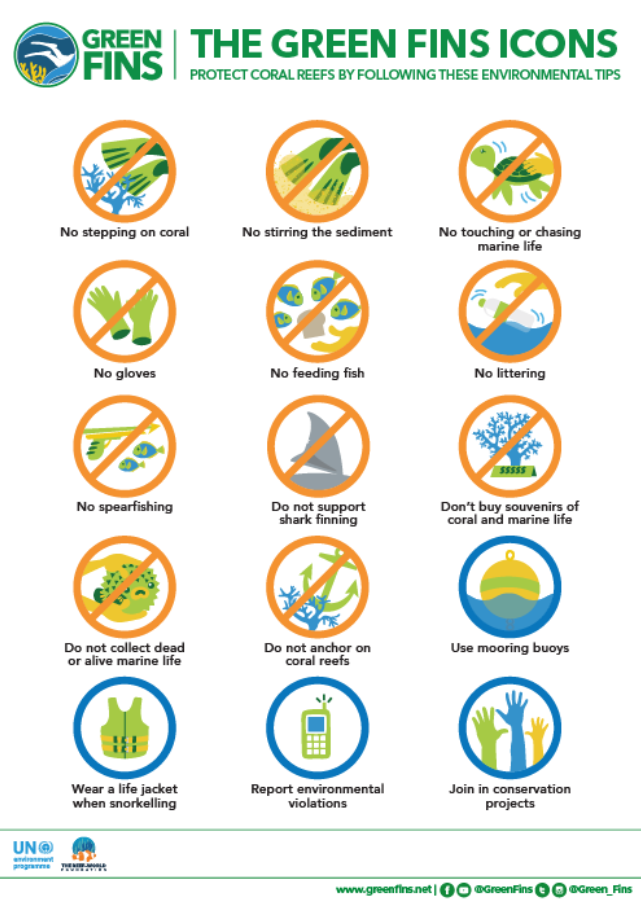 GREEN
FINS
THE GREEN FINS ICONS
PROTECT CORAL REEFS BY FOLLOWING THESE ENVIRONMENTAL TIPS
No stepping on coral
No stirring the sediment
No touching or chasing
marine life
No gloves
No feeding fish
No littering
No spearfishing
Do not support
shark finning
$$$$$
Don't buy souvenirs of
coral and marine life
Do not collect dead
or alive marine life
Do not anchor on
coral reefs
Use mooring buoys
Wear a life jacket
when snorkelling
Report environmental
violations
Join in conservation
projects
UN
environment
programme
THE REEF-WORLD
FOUNDATION
www.greenfins.net | @GreenFins @Green_Fins